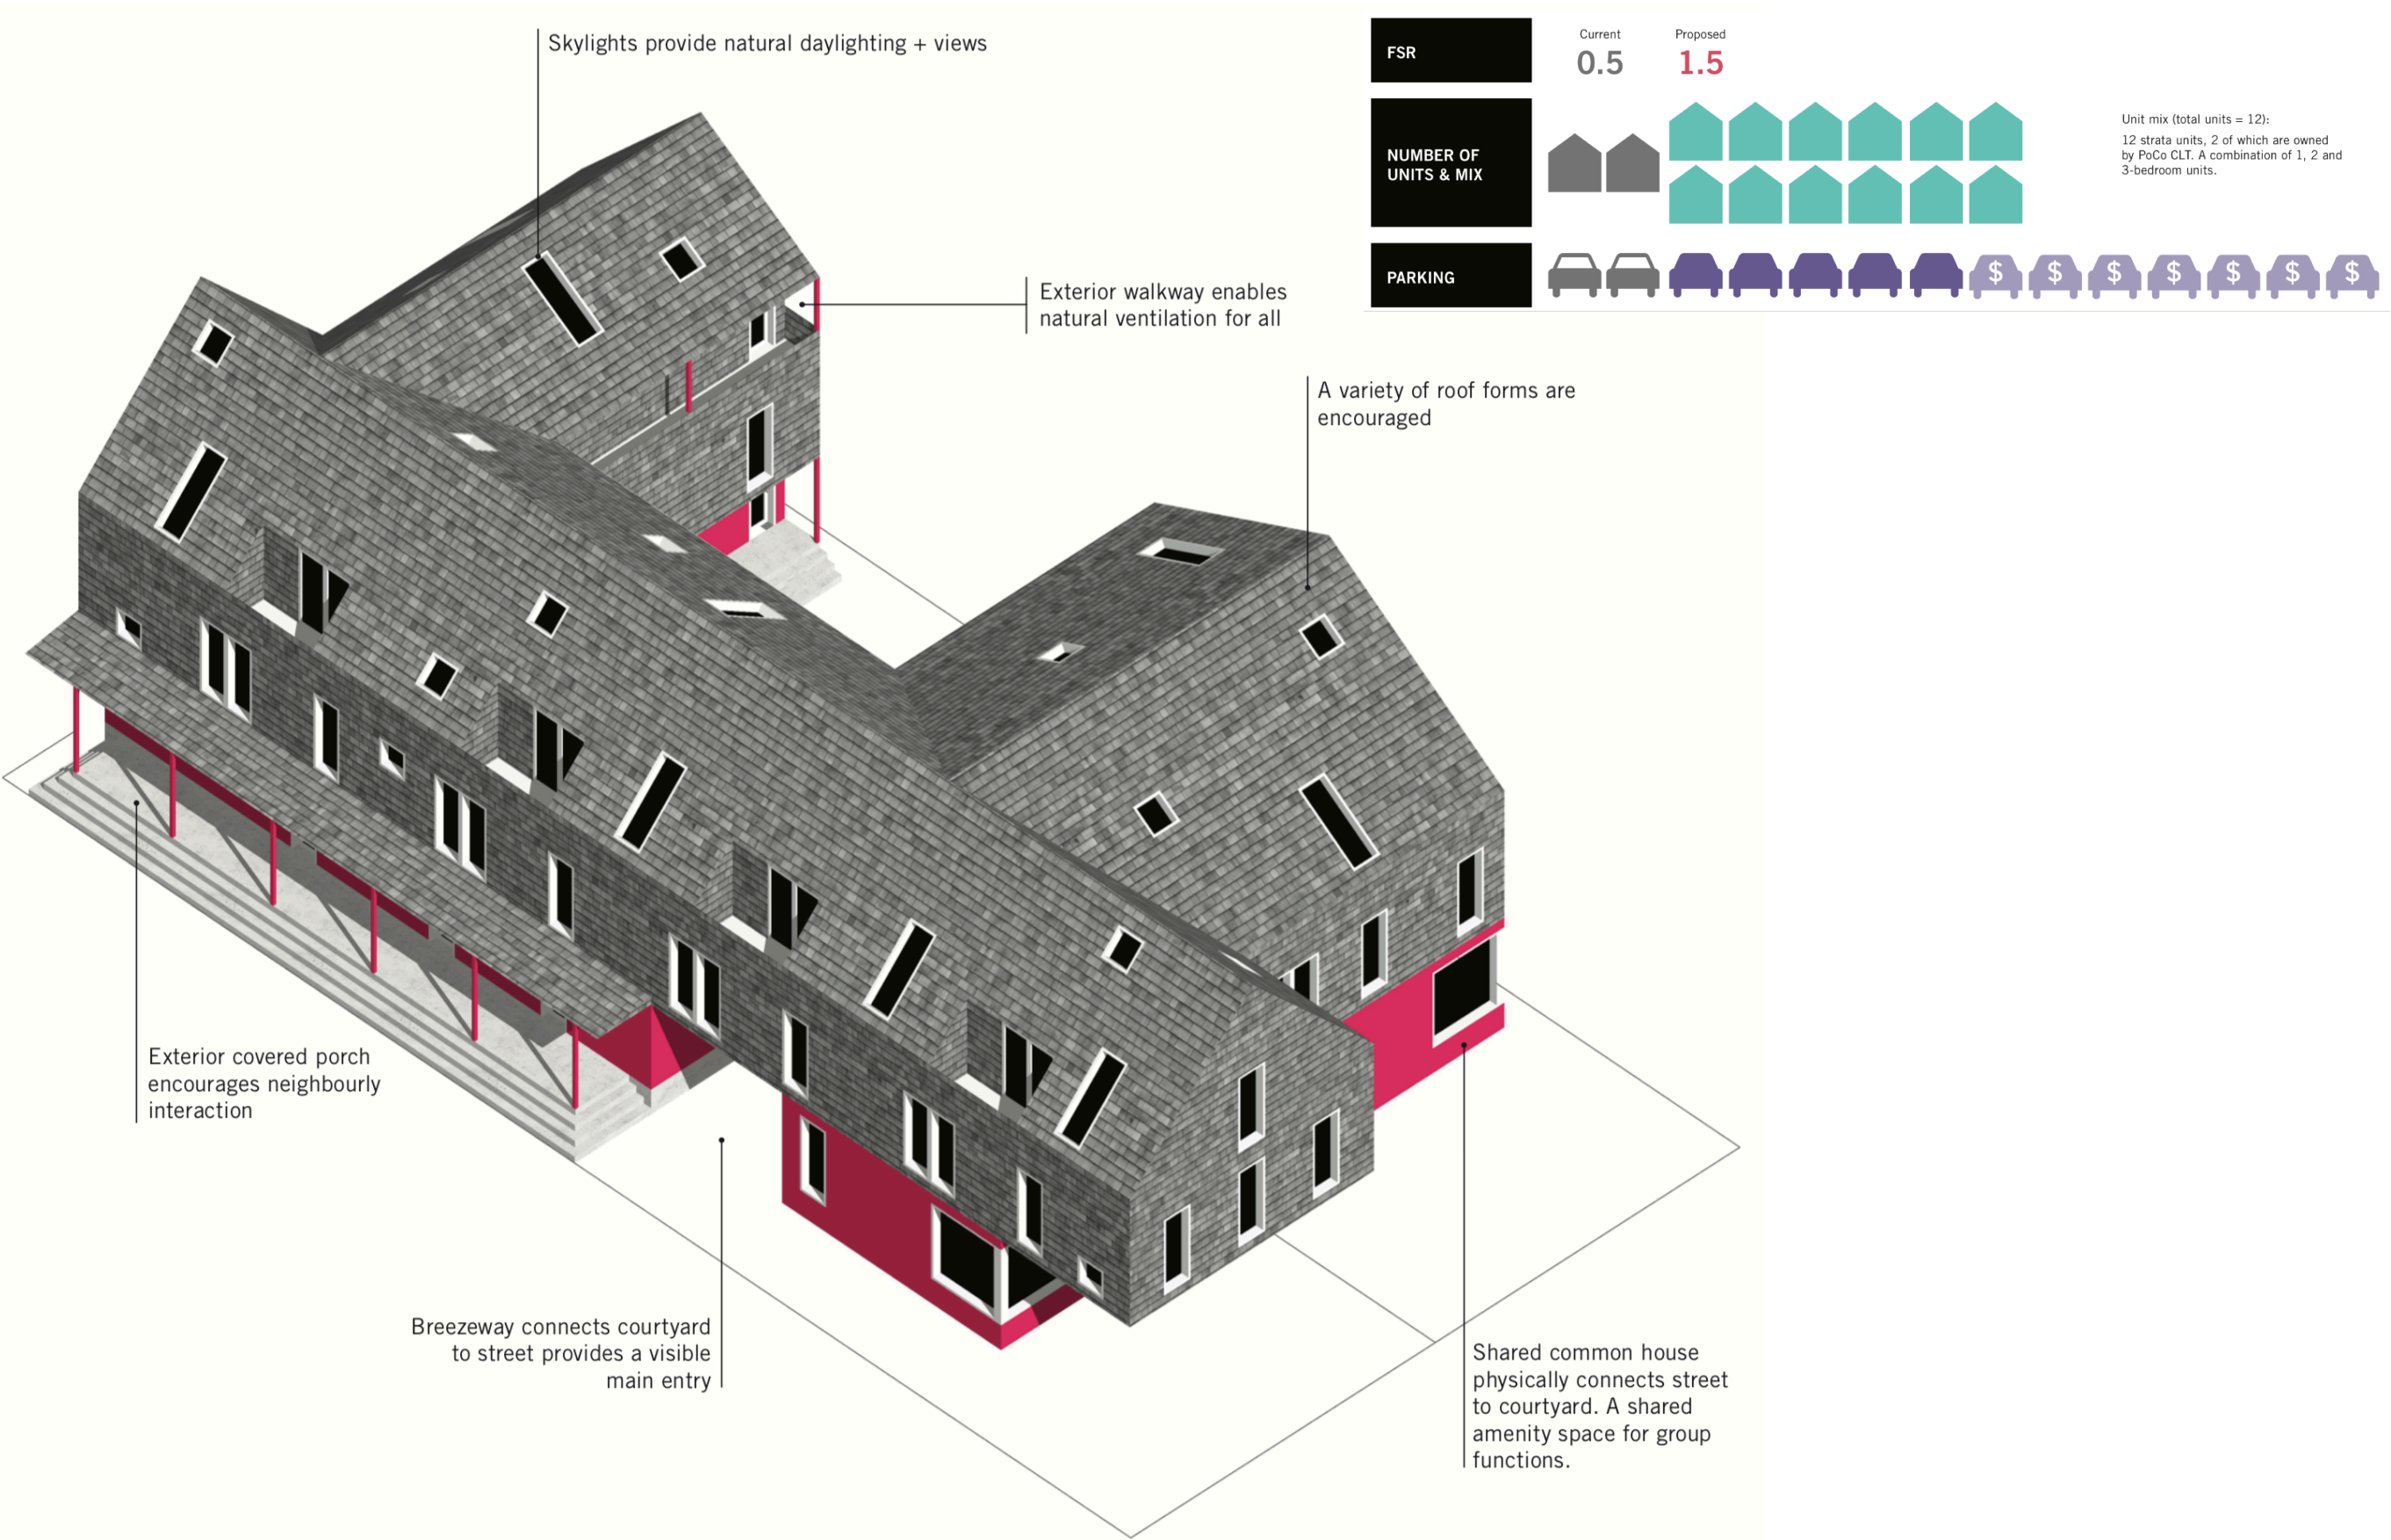 Skylights provide natural daylighting + views
FSR
Current
0.5
Proposed
1.5
NUMBER OF
UNITS & MIX
Unit mix (total units = 12):
12 strata units, 2 of which are owned
by PoCo CLT. A combination of 1, 2 and
3-bedroom units.
PARKING
$ $ $ $ $ $ $
Exterior walkway enables
natural ventilation for all
A variety of roof forms are
encouraged
Exterior covered porch
encourages neighbourly
interaction
Breezeway connects courtyard
to street provides a visible
main entry
Shared common house
physically connects street
to courtyard. A shared
amenity space for group
functions.